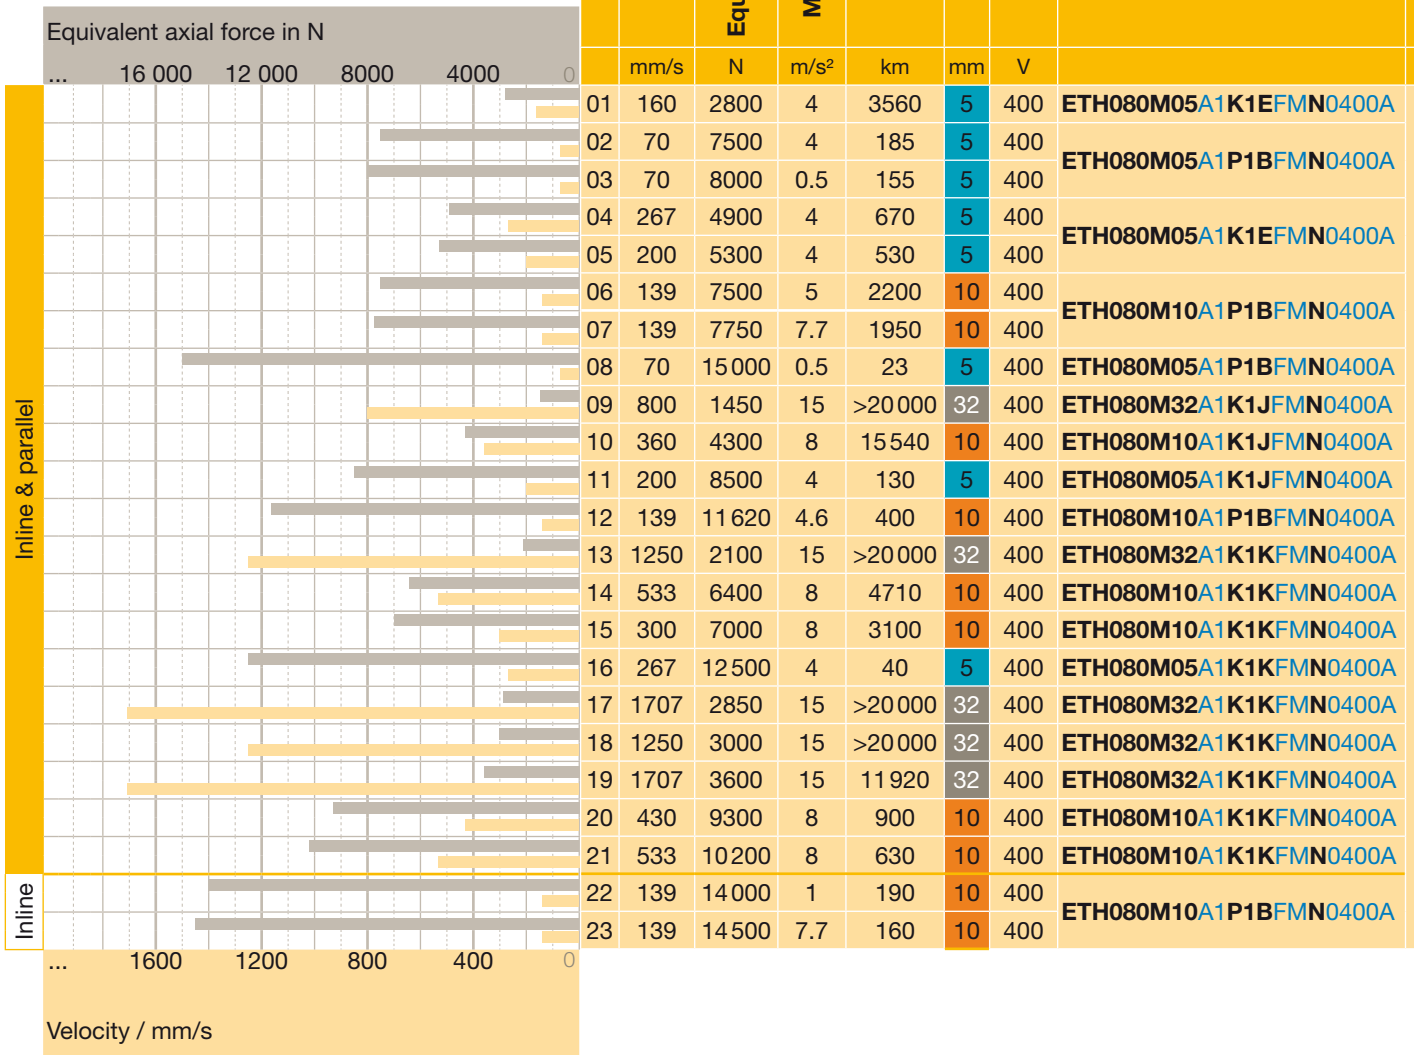 Equivalent axial force in N
... 16 000 12 000 8000 4000 0
Equ M
mm/s N m/s² km mm V
Inline & parallel
01 160 2800 4 3560 5 400 ETH080M05A1K1EFMN0400A
02 70 7500 4 185 5 400
ETH080M05A1P1BFMN0400A
03 70 8000 0.5 155 5 400
04 267 4900 4 670 5 400
ETH080M05A1K1EFMN0400A
05 200 5300 4 530 5 400
06 139 7500 5 2200 10 400
ETH080M10A1P1BFMN0400A
07 139 7750 7.7 1950 10 400
08 70 15 000 0.5 23 5 400 ETH080M05A1P1BFMN0400A
09 800 1450 15 >20 000 32 400 ETH080M32A1K1JFMN0400A
10 360 4300 8 15 540 10 400 ETH080M10A1K1JFMN0400A
11 200 8500 4 130 5 400 ETH080M05A1K1JFMN0400A
12 139 11 620 4.6 400 10 400 ETH080M10A1P1BFMN0400A
13 1250 2100 15 >20 000 32 400 ETH080M32A1K1KFMN0400A
14 533 6400 8 4710 10 400 ETH080M10A1K1KFMN0400A
15 300 7000 8 3100 10 400 ETH080M10A1K1KFMN0400A
16 267 12 500 4 40 5 400 ETH080M05A1K1KFMN0400A
17 1707 2850 15 >20 000 32 400 ETH080M32A1K1KFMN0400A
18 1250 3000 15 >20 000 32 400 ETH080M32A1K1KFMN0400A
19 1707 3600 15 11 920 32 400 ETH080M32A1K1KFMN0400A
20 430 9300 8 900 10 400 ETH080M10A1K1KFMN0400A
21 533 10 200 8 630 10 400 ETH080M10A1K1KFMN0400A
Inline
22 139 14 000 1 190 10 400
ETH080M10A1P1BFMN0400A
23 139 14 500 7.7 160 10 400
... 1600 1200 800 400 0
Velocity / mm/s